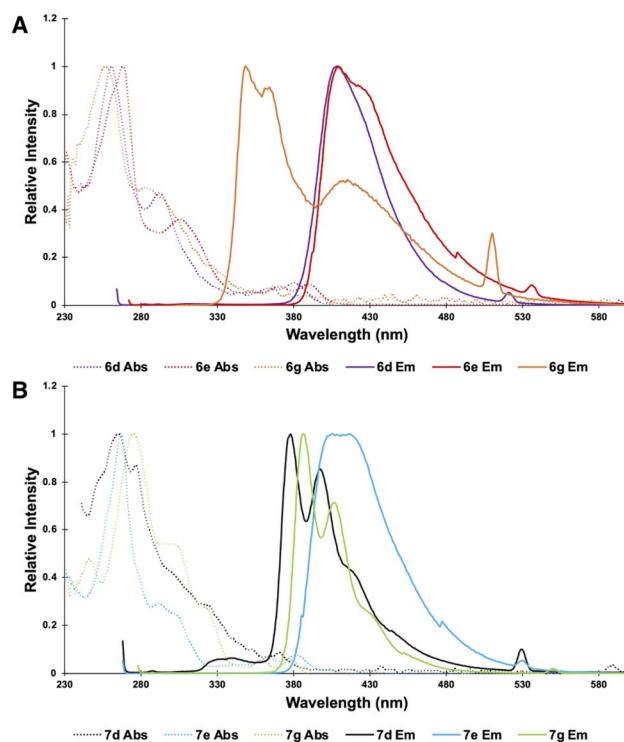 A
Relative Intensity
1.2
1
0.8
0.6
0.4
0.2
0
230 280 330 380 430 480 530 580
Wavelength (nm)
6d Abs 6e Abs 6g Abs 6d Em 6e Em 6g Em
B
Relative Intensity
1.2
1
0.8
0.6
0.4
0.2
0
230 280 330 380 430 480 530 580
Wavelength (nm)
7d Abs 7e Abs 7g Abs 7d Em 7e Em 7g Em